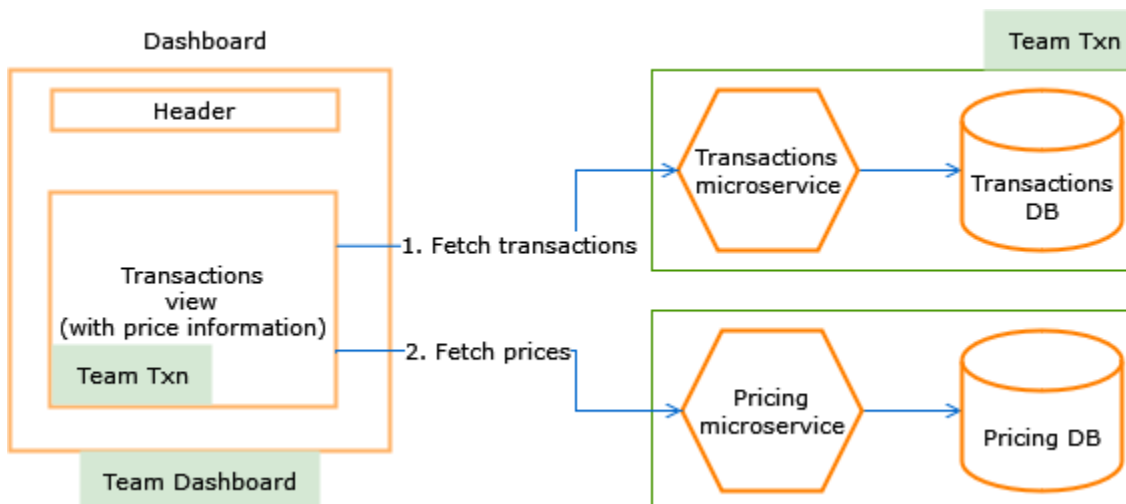 Dashboard
Team Txn
Header
Transactions
microservice
Transactions
DB
1. Fetch transactions
Transactions
view
(with price information)
2. Fetch prices
Team Txn
Pricing
microservice
Pricing DB
Team Dashboard